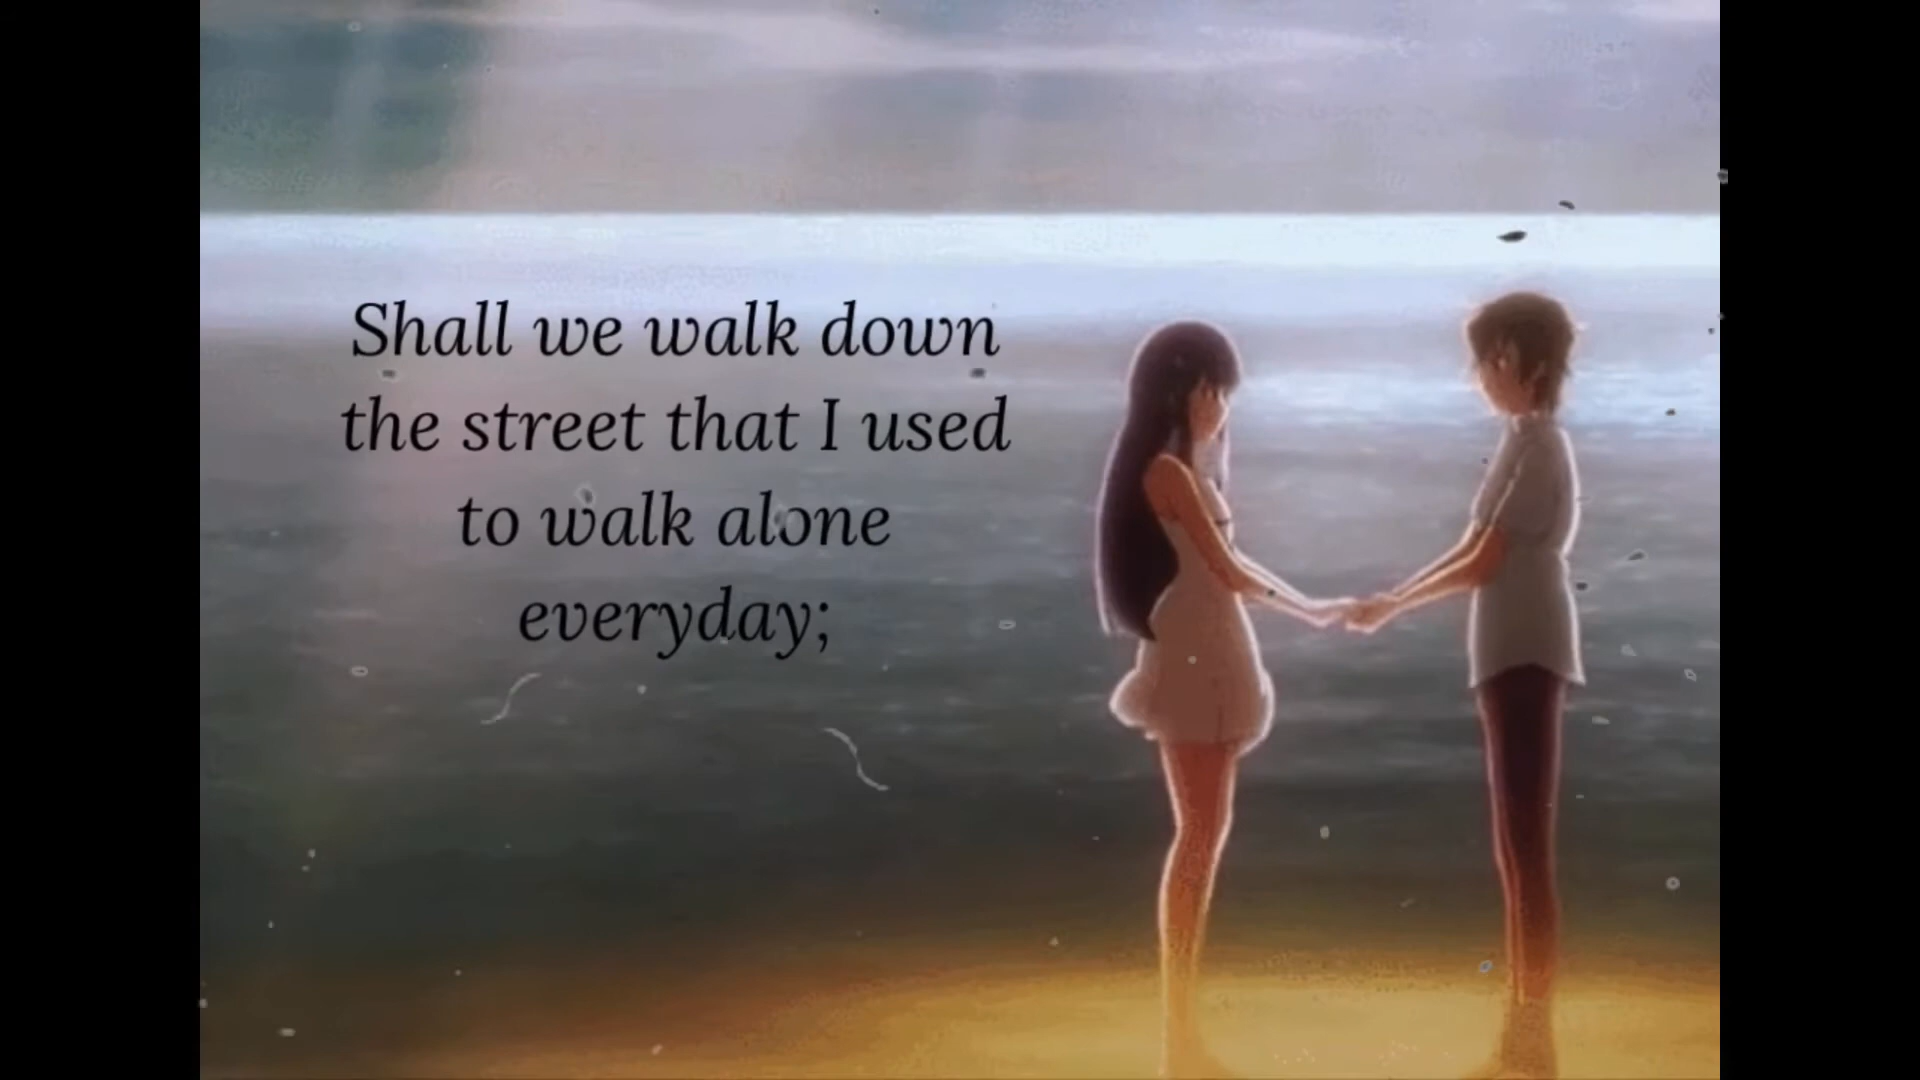 Shall we walk down
the street that I used
to walk alone
everyday;